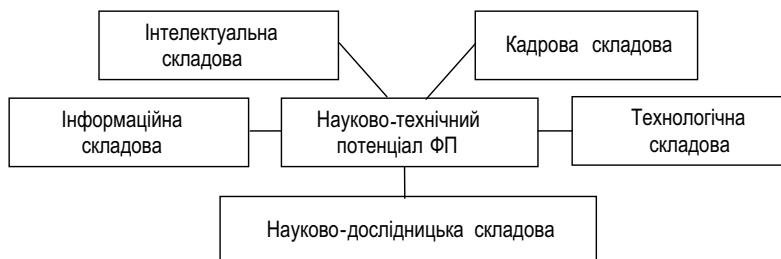 Інтелектуальна
складова
Кадрова складова
Інформаційна
складова
Науково-технічний
потенціал ФП
Технологічна
складова
Науково-дослідницька складова